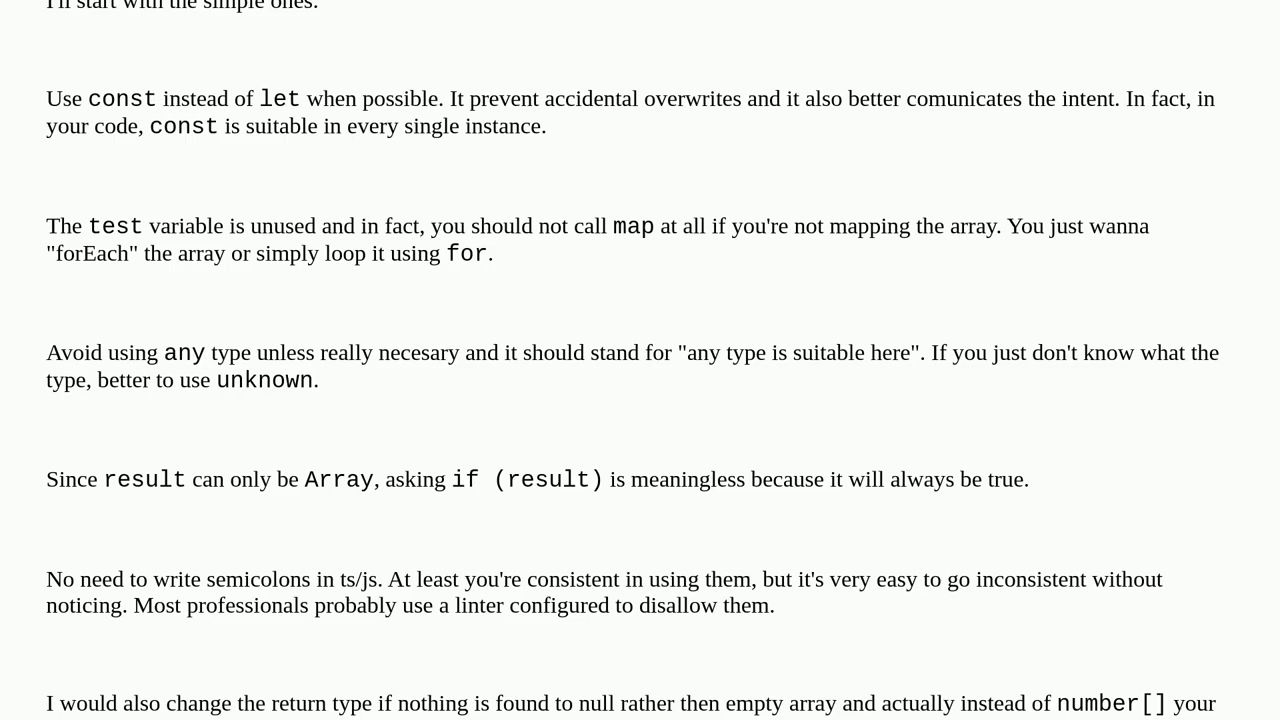 I'll start with the simple ones.
Use const instead of let when possible. It prevent accidental overwrites and it also better comunicates the intent. In fact, in
your code, const is suitable in every single instance.
The test variable is unused and in fact, you should not call map at all if you're not mapping the array. You just wanna
"forEach" the array or simply loop it using for.
Avoid using any type unless really necesary and it should stand for "any type is suitable here". If you just don't know what the
type, better to use unknown.
Since result can only be Array, asking if (result) is meaningless because it will always be true.
No need to write semicolons in ts/js. At least you're consistent in using them, but it's very easy to go inconsistent without
noticing. Most professionals probably use a linter configured to disallow them.
I would also change the return type if nothing is found to null rather then empty array and actually instead of number[] your